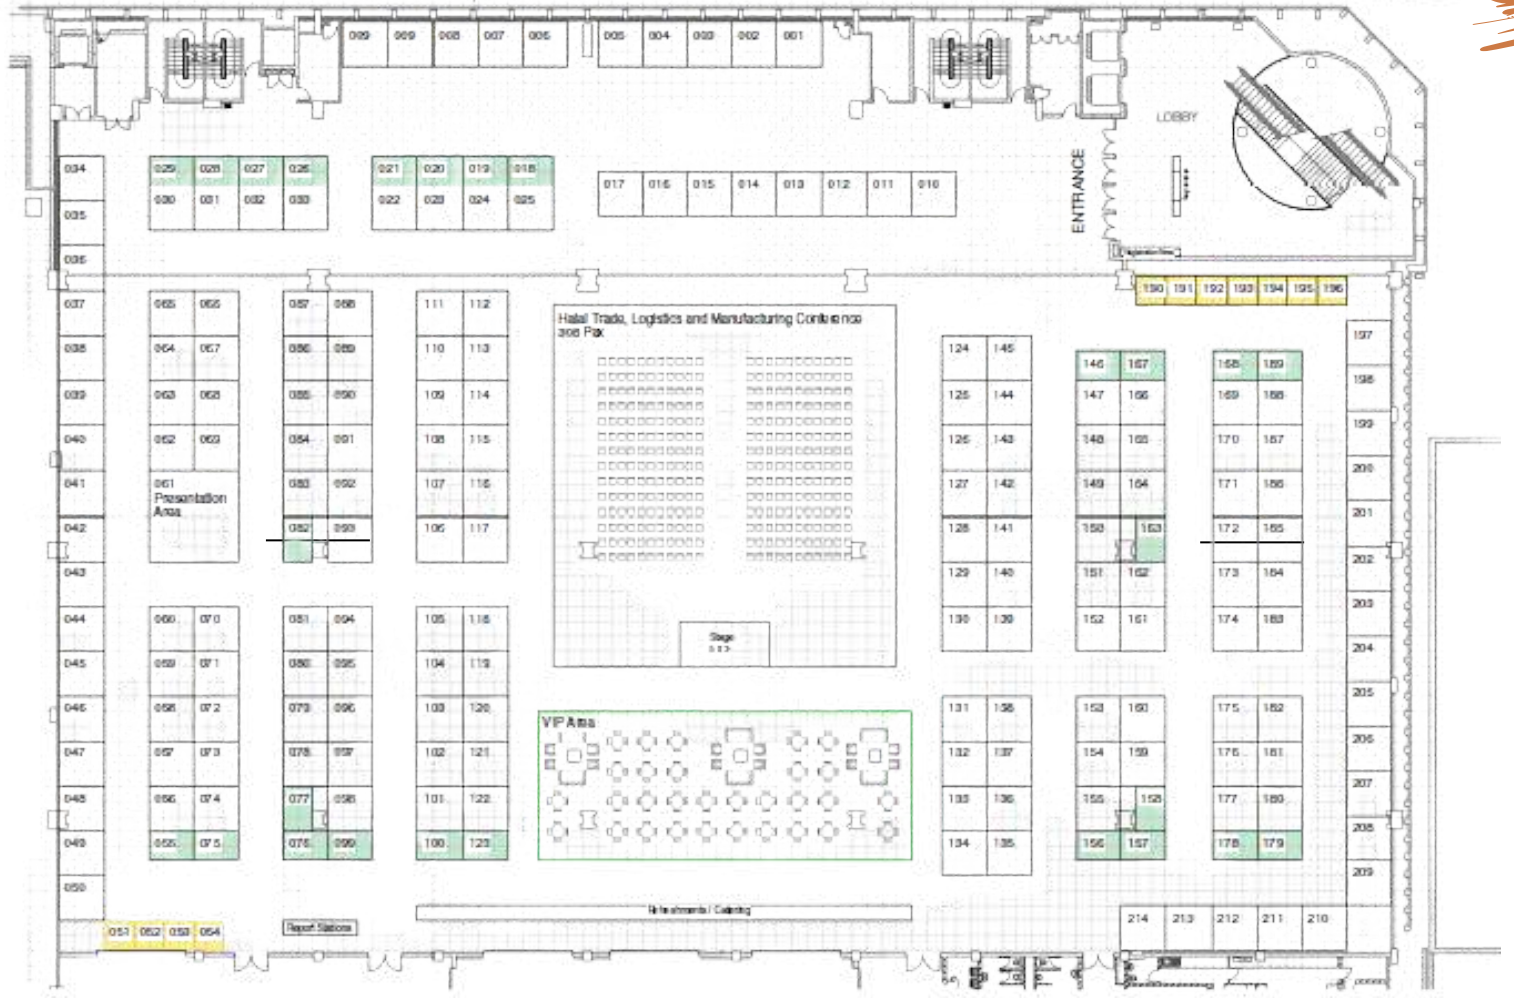 009 009 008 007 006 005 004 003 002 001
LOBBY
ENTRANCE
034 029 028 027 026 021 020 019 018
017 016 015 014 013 012 011 010
035 030 031 032 033 022 023 024 025
036
190 191 192 193 194 195 196
037 065 066 087 088 111 112
Halal Trade, Logistics and Manufacturing Conference
197
038 064 067 086 089 110 113 124 145
146 167 168 189
198
039 063 068 085 090 109 114 125 144 147 166 169 188
199
040 062 069 084 091 108 115 126 143 148 165 170 187
200
041 061 083 092 107 116 127 142 149 164 171 186
Presentation
Area
201
042 082 093 106 117 128 141 150 163 172 185
202
043 129 140 151 162 173 184
203
044 060 070 081 094 105 118 130 139 152 161 174 183
Stage
204
045 059 071 080 095 104 119
205
046 058 072 079 096 103 120 131 138 153 160 175 182
VIP Area
206
047 057 073 078 097 102 121 132 137 154 159 176 181
207
048 056 074 077 098 101 122 133 136 155 158 177 180
208
049 055 075 076 099 100 123 134 135 156 157 178 179
209
050
Refreshments / Catering
214 213 212 211 210
051 052 053 054
Report Stations